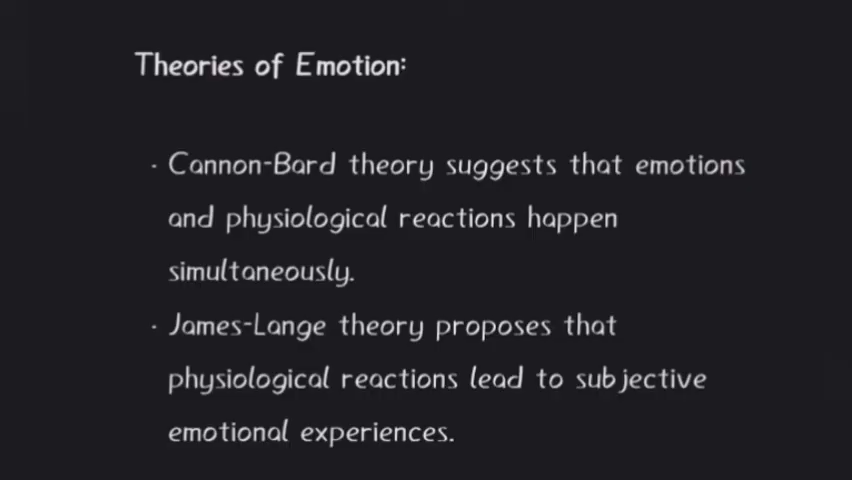 Theories of Emotion:
· Cannon-Bard theory suggests that emotions
and physiological reactions happen
simultaneously.
· James-Lange theory proposes that
physiological reactions lead to subjective
emotional experiences.